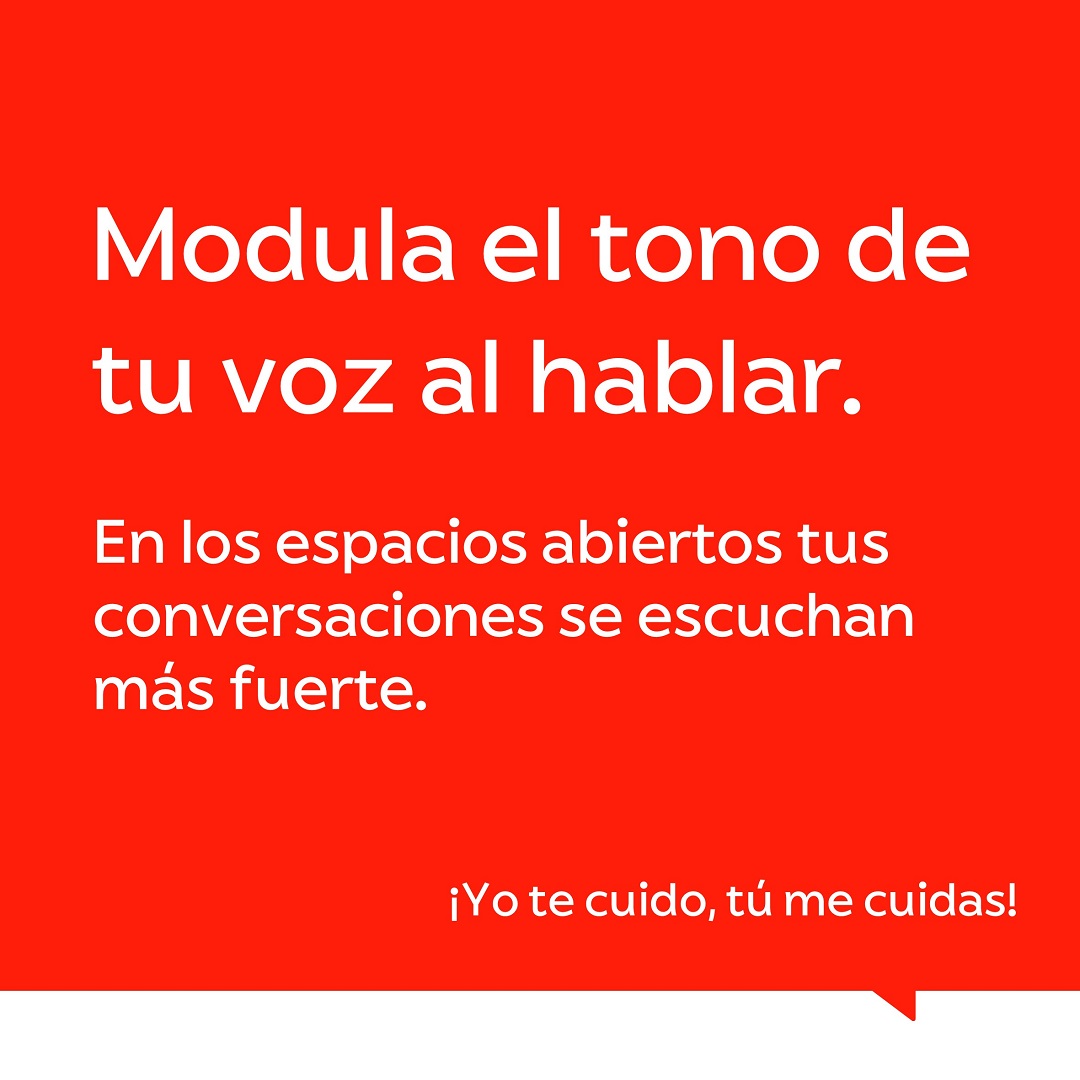 Modula el tono de
tu voz al hablar.
En los espacios abiertos tus
conversaciones se escuchan
más fuerte.
¡Yo te cuido, tú me cuidas!